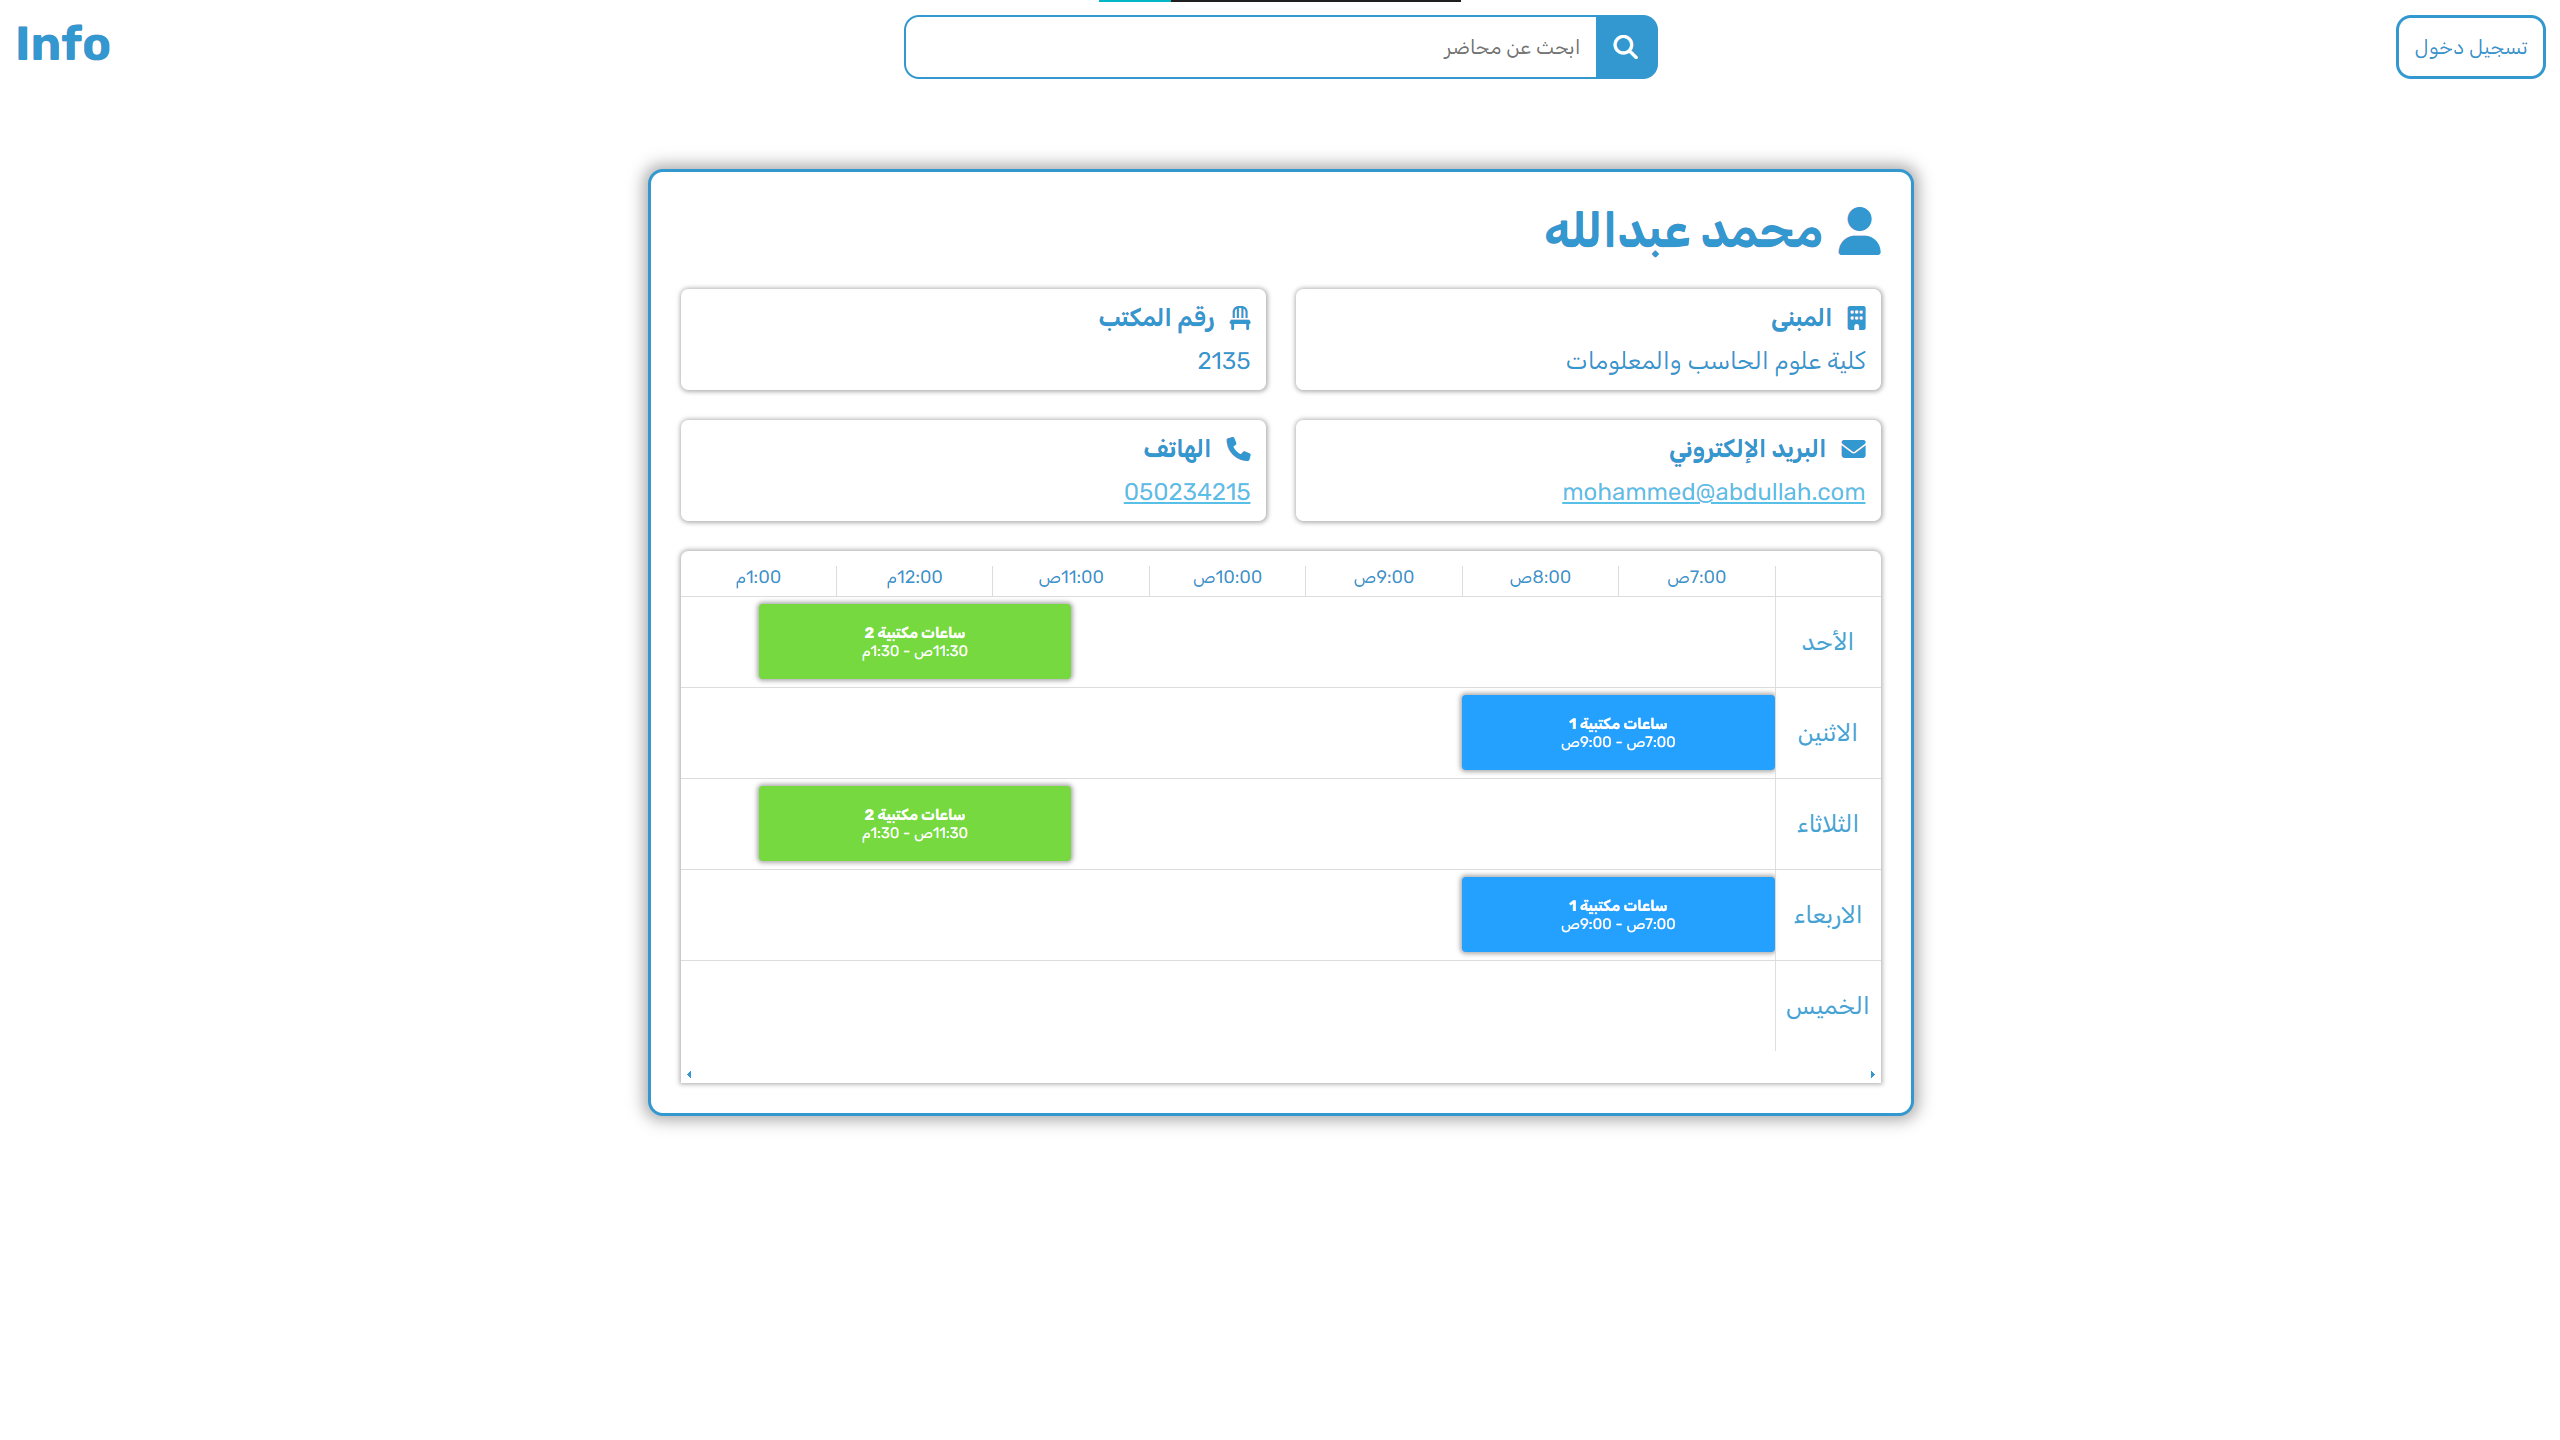 تسجيل دخول
ابحث عن محاضر
Info
محمد عبدالله
المبنى
كلية علوم الحاسب والمعلومات
رقم المكتب
2135
البريد الإلكتروني
mohammed@abdullah.com
الهاتف
050234215
7:00ص 8:00ص 9:00ص 10:00ص 11:00ص 12:00م 1:00م
الأحد
ساعات مكتبية 2
11:30ص - 1:30م
الاثنين
ساعات مكتبية 1
7:00ص - 9:00ص
الثلاثاء
ساعات مكتبية 2
11:30ص - 1:30م
الاربعاء
ساعات مكتبية 1
7:00ص - 9:00ص
الخميس